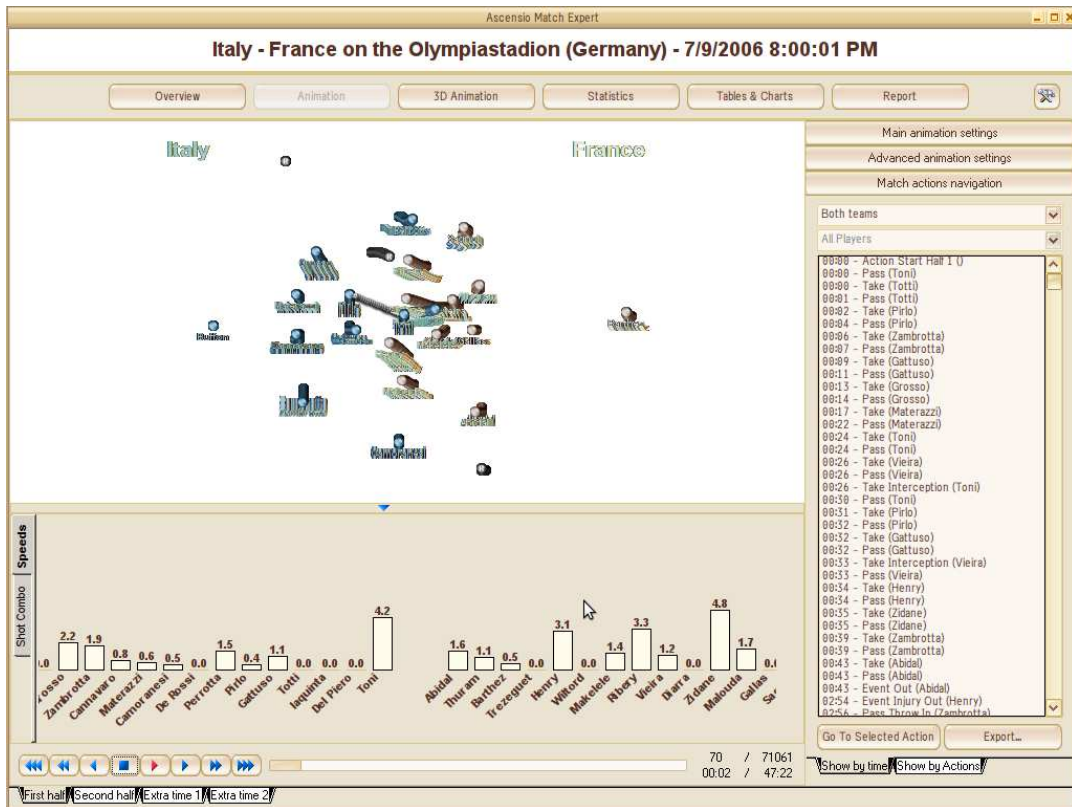 Ascensio Match Expert
Italy - France on the Olympiastadion (Germany) - 7/9/2006 8:00:01 PM
Overview
Animation
3D Animation
Statistics
Tables & Charts
Report
Italy
France
Main animation settings
Advanced animation settings
Match actions navigation
Both teams
All Players
00:00 - Action Start Half 1 ()
00:00 - Pass (Toni)
00:00 - Take (Totti)
00:01 - Pass (Totti)
00:02 - Take (Pirlo)
00:04 - Pass (Pirlo)
00:06 - Take (Zambrotta)
00:07 - Pass (Zambrotta)
00:09 - Take (Gattuso)
00:11 - Pass (Gattuso)
00:13 - Take (Grosso)
00:14 - Pass (Grosso)
00:17 - Take (Materazzi)
00:22 - Pass (Materazzi)
00:24 - Take (Toni)
00:24 - Pass (Toni)
00:26 - Take (Vieira)
00:26 - Pass (Vieira)
00:26 - Take Interception (Toni)
00:30 - Pass (Toni)
00:31 - Take (Pirlo)
00:32 - Pass (Pirlo)
00:32 - Take (Gattuso)
00:32 - Pass (Gattuso)
00:33 - Take Interception (Vieira)
00:33 - Pass (Vieira)
00:34 - Take (Henry)
00:34 - Pass (Henry)
00:35 - Take (Zidane)
00:35 - Pass (Zidane)
00:39 - Take (Zambrotta)
00:39 - Pass (Zambrotta)
00:43 - Take (Abidal)
00:43 - Pass (Abidal)
00:43 - Event Out (Abidal)
02:54 - Event Injury Out (Henry)
02:56 - Pass Throw In (Zambrotta)
Go To Selected Action
Export...
Show by time
Show by Actions
Camoranesi
Speeds
Shot Combo
2.2 1.9 0.8 0.6 0.5 0.0 1.5 0.4 1.1 0.0 0.0 0.0 4.2
1.6 1.1 0.5 0.0 3.1 0.0 1.4 3.3 1.2 0.0 4.8 1.7
rosso Zambrotta Cannavaro Materazzi Camoranesi De Rossi Perrotta Pirlo Gattuso Totti Iaquinta Del Piero Toni
Abidal Thuram Barthez Trezeguet Henry Wiltord Makelele Ribery Vieira Diarra Zidane Malouda Gallas
70 / 71061
00:02 / 47:22
First half
Second half
Extra time 1
Extra time 2